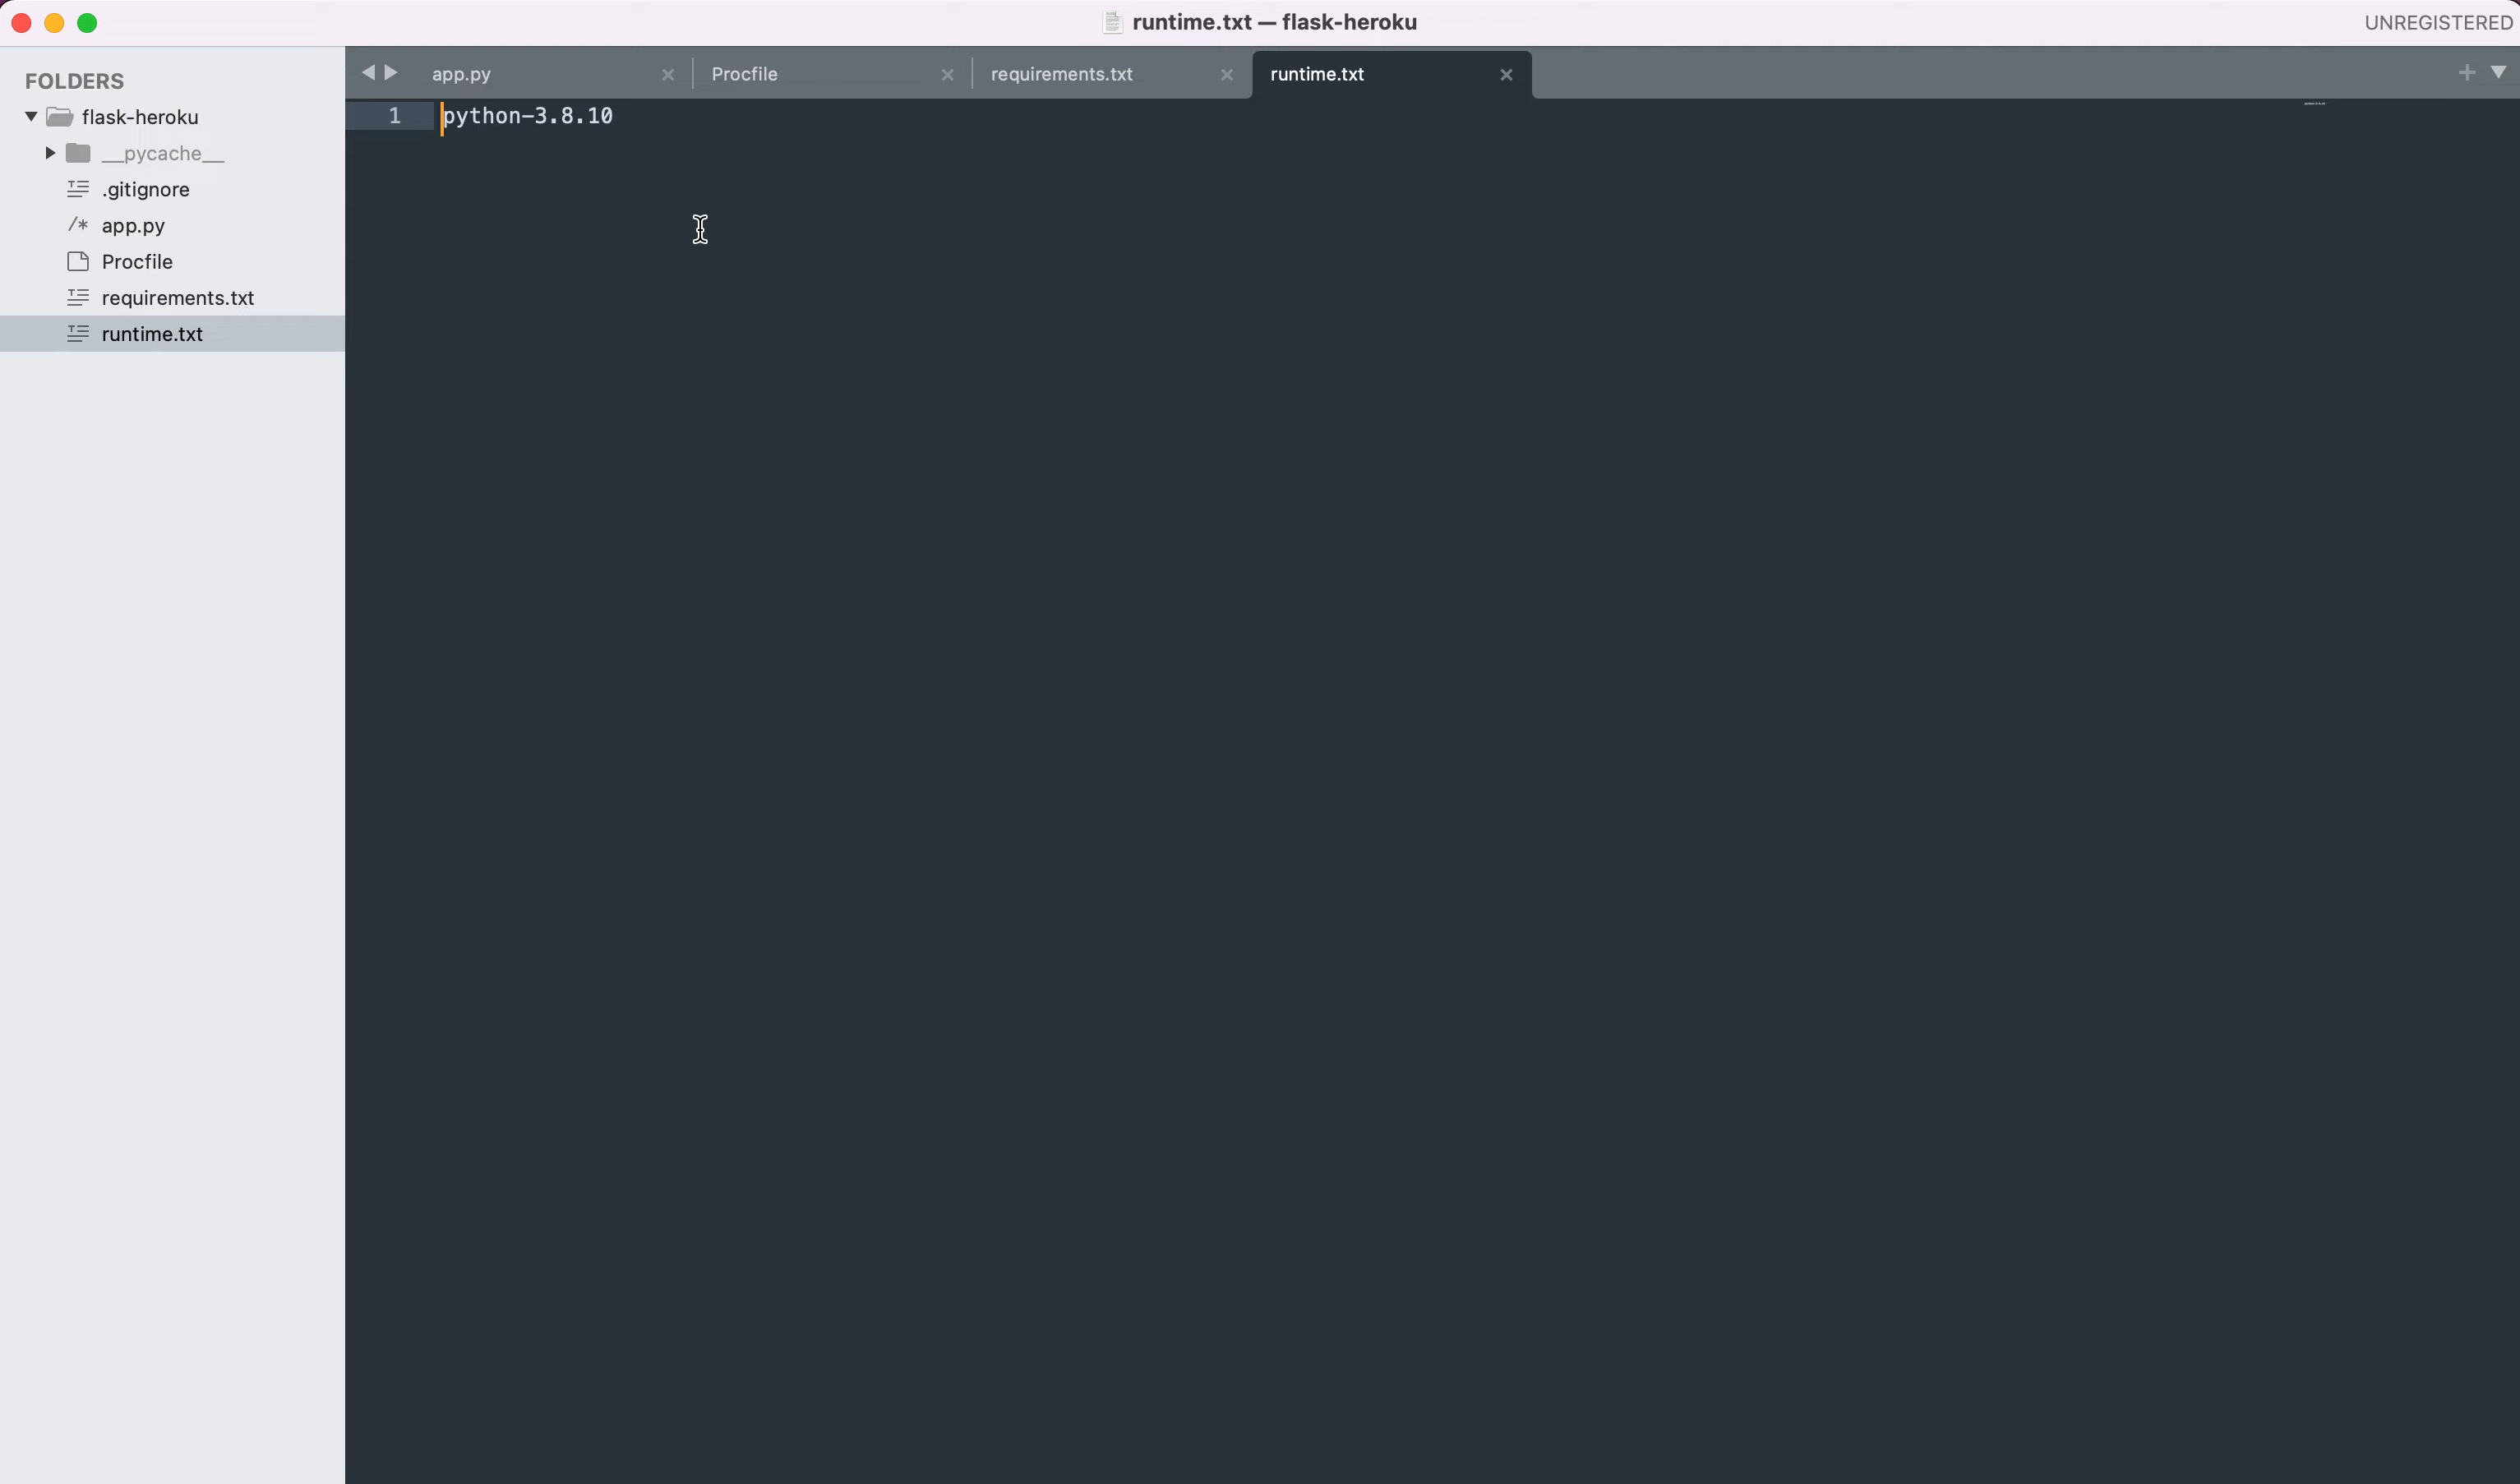 runtime.txt — flask-heroku
UNREGISTERED
FOLDERS
flask-heroku
__pycache__
.gitignore
/* app.py
Procfile
requirements.txt
runtime.txt
app.py Procfile requirements.txt runtime.txt
1 python-3.8.10